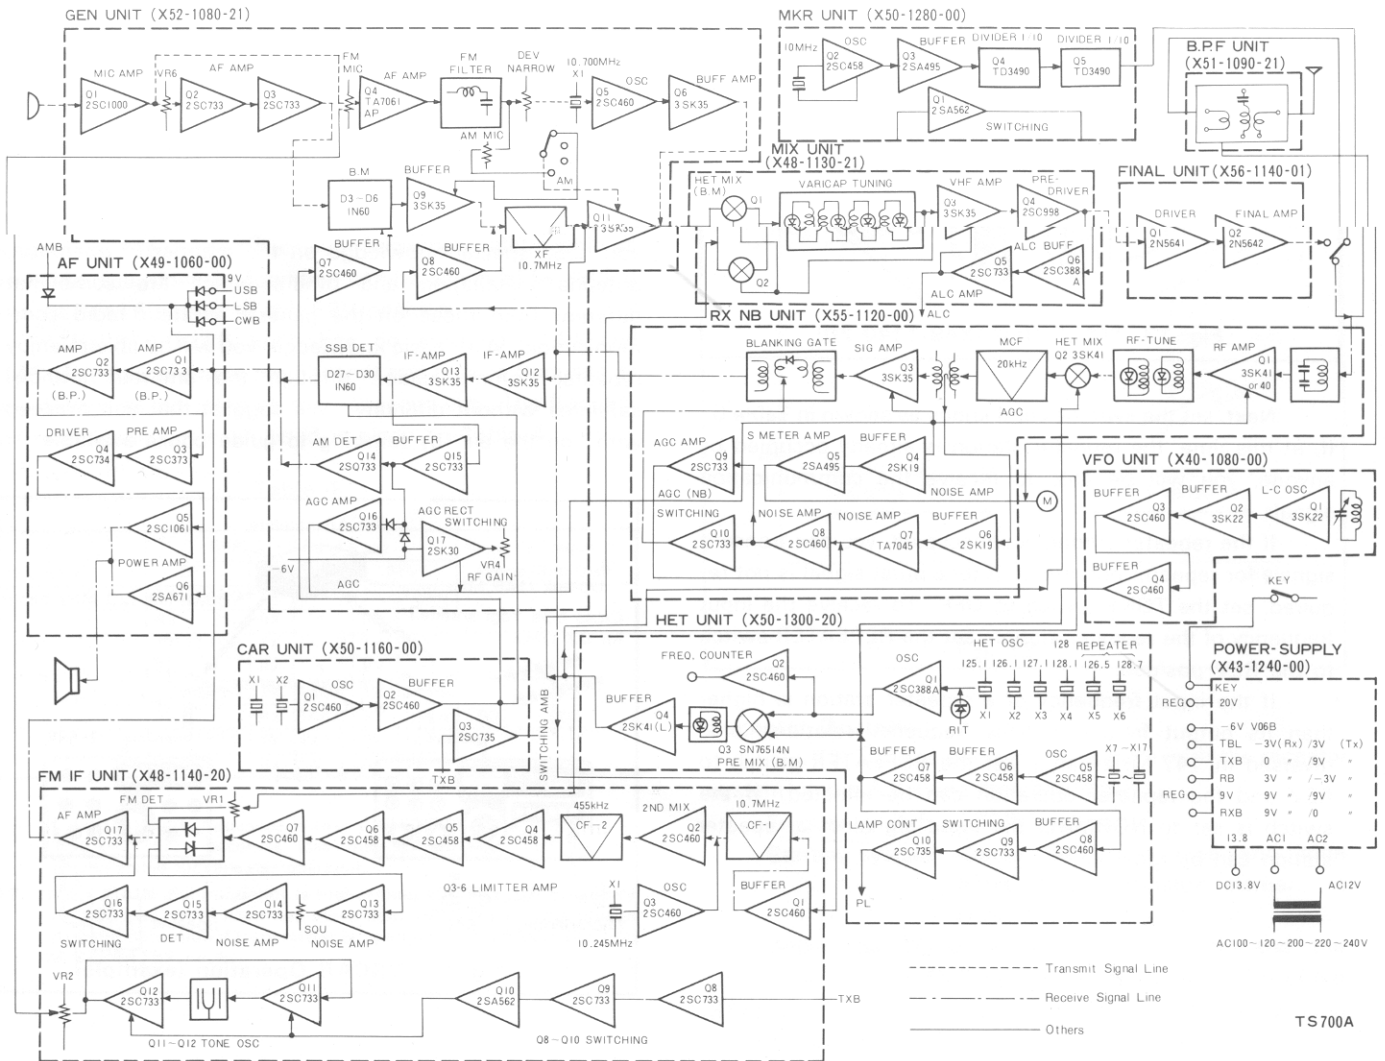 GEN UNIT (X52-1080-21)
MIC AMP
Q1
2SC1000
VR6
AF AMP
Q2
2SC733
Q3
2SC733
FM
MIC
AF AMP
Q4
TA7061
AP
FM
FILTER
DEV
NARROW
10.700MHz
X1
OSC
Q5
2SC460
BUFF AMP
Q6
3SK35
AM MIC
AM
B.M
D3-D6
IN60
BUFFER
Q9
3SK35
XF
10.7MHz
Q11
3SK35
BUFFER
Q7
2SC460
BUFFER
Q8
2SC460
SSB DET
D27~D30
IN60
IF-AMP
Q13
3SK35
IF-AMP
Q12
3SK35
AM DET
Q14
2SQ733
BUFFER
Q15
2SC733
AGC AMP
Q16
2SC733
AGC RECT
SWITCHING
Q17
2SK30
VR4
RF GAIN
-6V
AGC
MKR UNIT (X50-1280-00)
10MHz
OSC
Q2
2SC458
BUFFER
Q3
2SA495
DIVIDER 1/10
Q4
TD3490
DIVIDER 1/10
Q5
TD3490
Q1
2SA562
SWITCHING
B.P.F UNIT
(X51-1090-21)
MIX UNIT
(X48-1130-21)
HET MIX
(B.M)
Q1
Q2
VARICAP TUNING
VHF AMP
Q3
3SK35
PRE-
DRIVER
Q4
2SC998
ALC
BUFF
Q5
2SC733
Q6
2SC388
A
ALC AMP
ALC
FINAL UNIT (X56-1140-01)
DRIVER
Q1
2N5641
FINAL AMP
Q2
2N5642
AF UNIT (X49-1060-00)
AMB
9V
USB
LSB
CWB
AMP
Q2
2SC733
(B.P.)
AMP
Q1
2SC733
(B.P.)
DRIVER
Q4
2SC734
PRE AMP
Q3
2SC373
Q5
2SC1061
POWER AMP
Q6
2SA671
RX NB UNIT (X55-1120-00)
BLANKING GATE
SIG AMP
Q3
3SK35
MCF
20kHz
HET MIX
Q2 3SK41
RF-TUNE
RF AMP
Q1
3SK41
or 40
AGC
AGC AMP
Q9
2SC733
S METER AMP
Q5
2SA495
BUFFER
Q4
2SK19
AGC (NB)
SWITCHING
Q10
2SC733
NOISE AMP
Q8
2SC460
NOISE AMP
Q7
TA7045
NOISE AMP
BUFFER
Q6
2SK19
M
VFO UNIT (X40-1080-00)
BUFFER
Q3
2SC460
BUFFER
Q2
3SK22
L-C OSC
Q1
3SK22
BUFFER
Q4
2SC460
KEY
CAR UNIT (X50-1160-00)
X1
X2
OSC
Q1
2SC460
BUFFER
Q2
2SC460
Q3
2SC735
TXB
SWITCHING AMB
HET UNIT (X50-1300-20)
FREQ. COUNTER
Q2
2SC460
BUFFER
Q4
2SK41(L)
Q3 SN76514N
PRE MIX (B.M)
OSC
Q1
2SC388A
RIT
HET OSC
128
REPEATER
125.1 126.1 127.1 128.1 126.5 128.7
X1 X2 X3 X4 X5 X6
BUFFER
Q7
2SC458
BUFFER
Q6
2SC458
OSC
Q5
2SC458
X7-X17
LAMP CONT
Q10
2SC735
SWITCHING
Q9
2SC733
BUFFER
Q8
2SC460
PL
POWER-SUPPLY
(X43-1240-00)
KEY
REG 20V
-6V V06B
TBL -3V(Rx) /3V (Tx)
TXB 0 " /9V "
RB 3V " /-3V "
REG 9V 9V " /9V "
RXB 9V " /0 "
13.8 AC1 AC2
DC13.8V
AC12V
AC100~120~200~220~240V
FM IF UNIT (X48-1140-20)
AF AMP
Q17
2SC733
FM DET
VR1
Q7
2SC460
Q6
2SC458
Q5
2SC458
Q4
2SC458
Q3-6 LIMITTER AMP
455kHz
CF-2
2ND MIX
Q2
2SC460
10.7MHz
CF-1
X1
10.245MHz
OSC
Q3
2SC460
BUFFER
Q1
2SC460
Q16
2SC733
SWITCHING
Q15
2SC733
DET
Q14
2SC733
NOISE AMP
SQU
Q13
2SC733
NOISE AMP
VR2
Q12
2SC733
Q11
2SC733
Q11~Q12 TONE OSC
Q10
2SA562
Q9
2SC733
Q8
2SC733
Q8~Q10 SWITCHING
TXB
Transmit Signal Line
Receive Signal Line
Others
TS700A